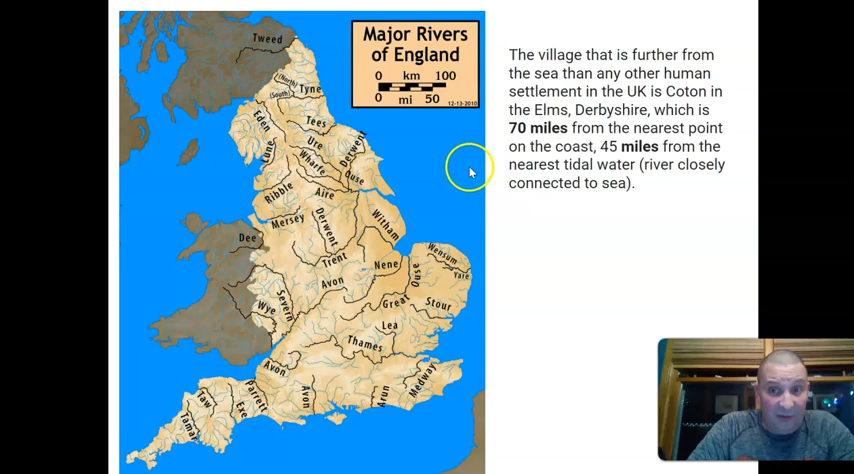 Major Rivers
of England
0 km 100
0 mi 50
12-13-2010
Tweed
(North)
(South)
Tyne
Eden
Tees
Ure
Derwent
Lune
Wharfe
Ouse
Ribble
Aire
Mersey
Derwent
Witham
Dee
Trent
Wensum
Yare
Nene
Ouse
Avon
Severn
Wye
Great
Stour
Lea
Thames
Avon
Medway
Arun
Avon
Parrett
Exe
Taw
Tamar
The village that is further from
the sea than any other human
settlement in the UK is Coton in
the Elms, Derbyshire, which is
70 miles from the nearest point
on the coast, 45 miles from the
nearest tidal water (river closely
connected to sea).